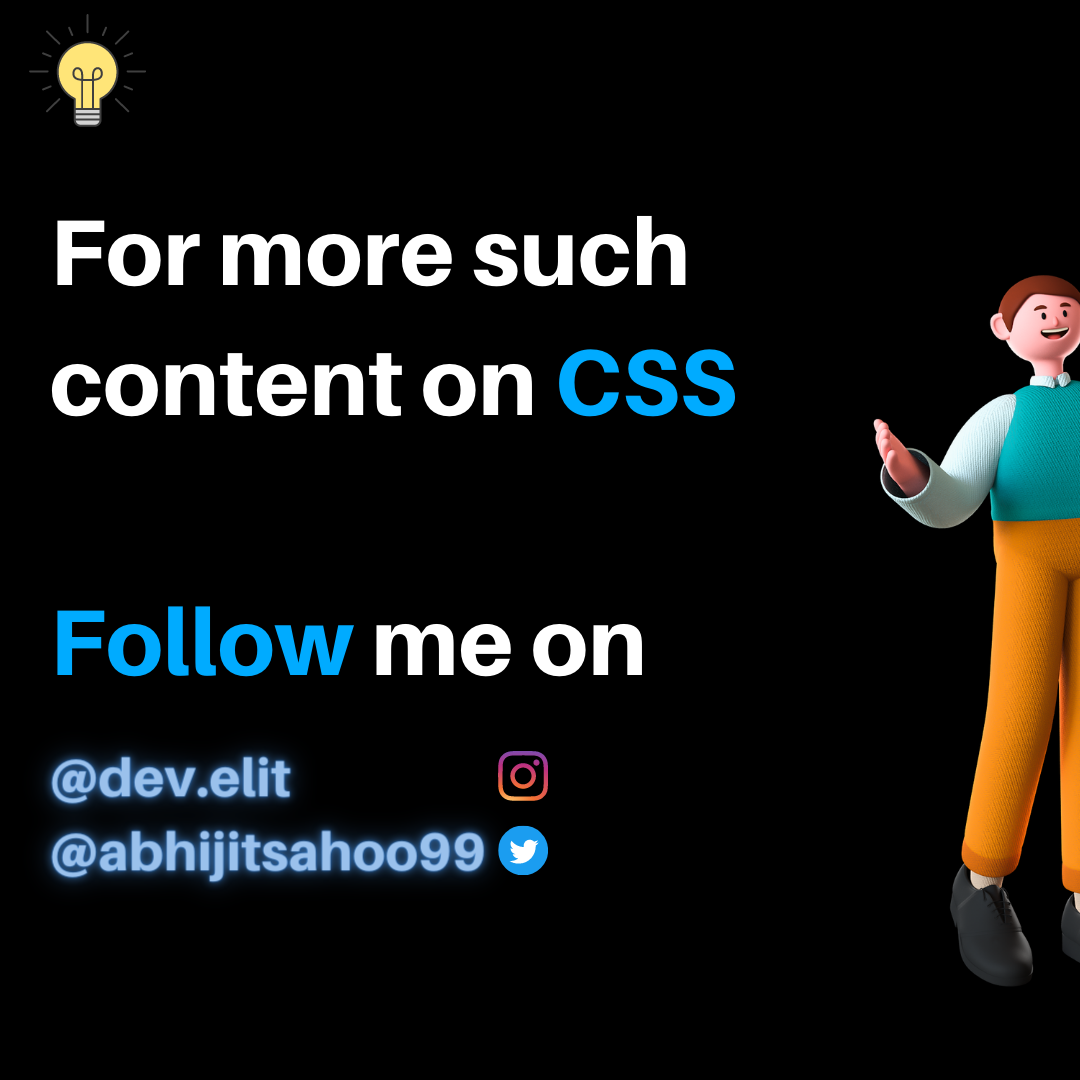 For more such
content on CSS
Follow me on
@dev.elit
@abhijitsahoo99